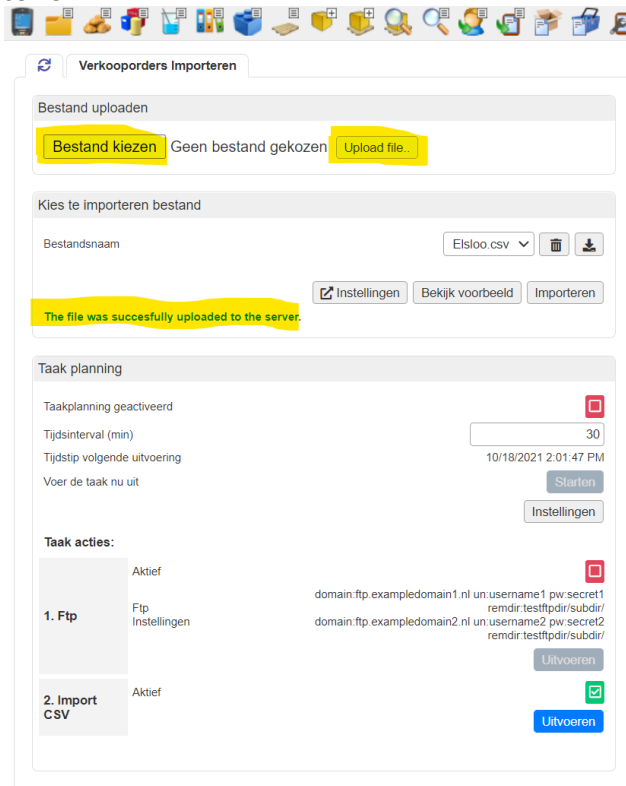 Verkooporders Importeren
Bestand uploaden
Bestand kiezen Geen bestand gekozen Upload file..
Kies te importeren bestand
Bestandsnaam Elsloo.csv
Instellingen Bekijk voorbeeld Importeren
The file was succesfully uploaded to the server.
Taak planning
Taakplanning geactiveerd
Tijdsinterval (min) 30
Tijdstip volgende uitvoering 10/18/2021 2:01:47 PM
Voer de taak nu uit Starten
Instellingen
Taak acties:
1. Ftp
Aktief
Ftp
Instellingen
domain:ftp.exampledomain1.nl un:username1 pw:secret1
remdir:testftpdir/subdir/
domain:ftp.exampledomain2.nl un:username2 pw:secret2
remdir:testftpdir/subdir/
Uitvoeren
2. Import
CSV
Aktief
Uitvoeren